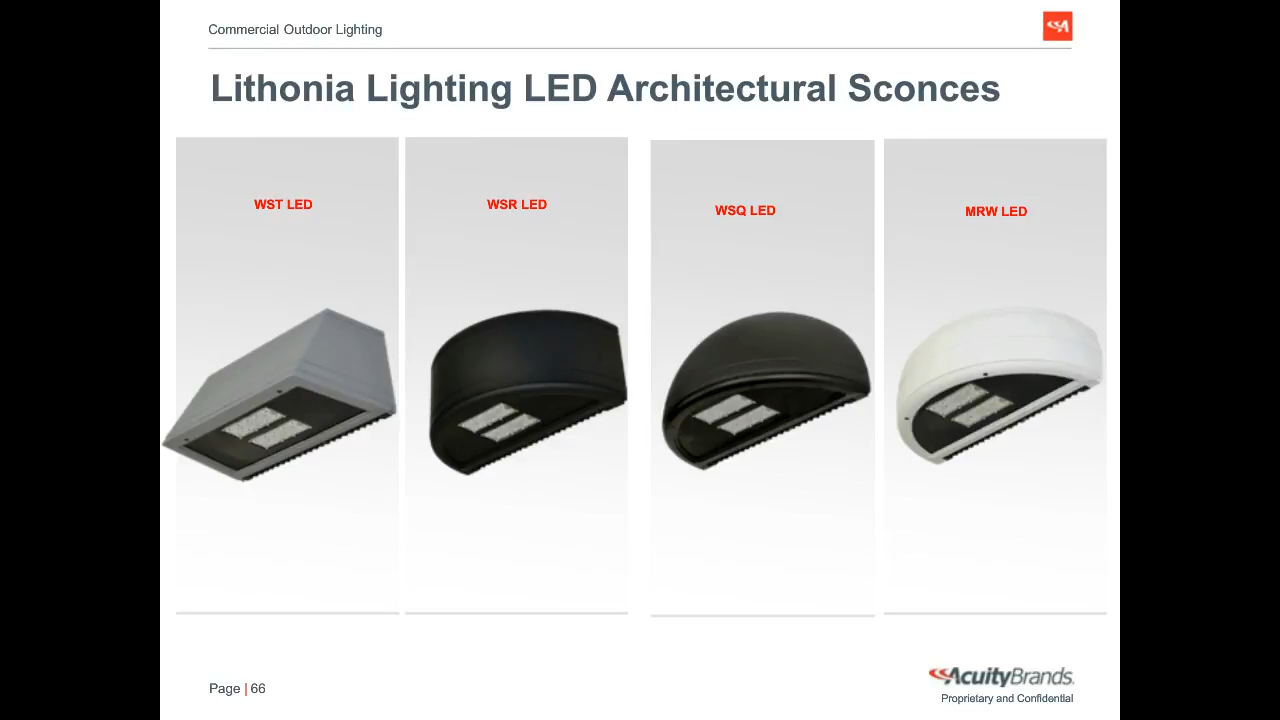 Commercial Outdoor Lighting
Lithonia Lighting LED Architectural Sconces
WST LED
WSR LED
WSQ LED
MRW LED
AcuityBrands.
Page | 66
Proprietary and Confidential